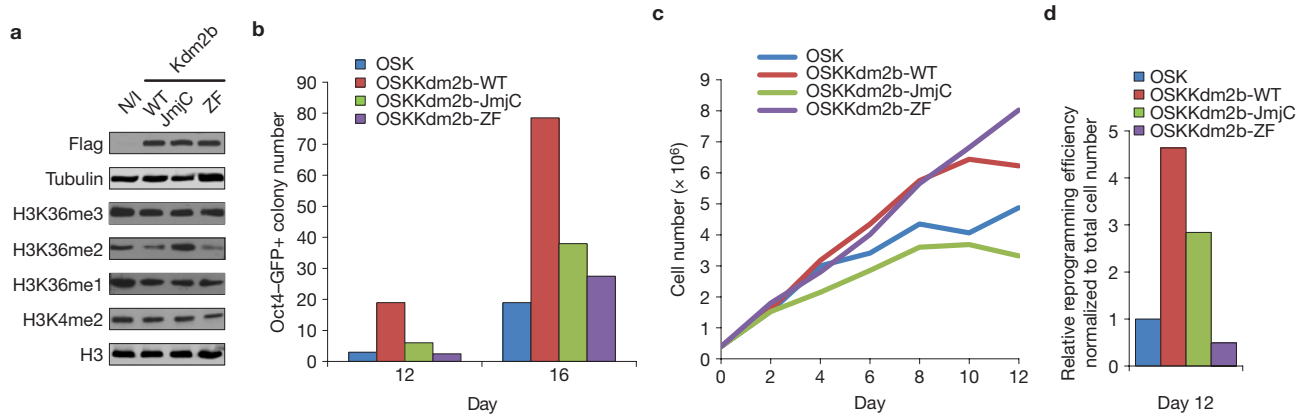 a
Kdm2b
N/I
WT
JmjC
ZF
Flag
Tubulin
H3K36me3
H3K36me2
H3K36me1
H3K4me2
H3
b
OSK
OSKKdm2b-WT
OSKKdm2b-JmjC
OSKKdm2b-ZF
Oct4–GFP+ colony number
90
80
70
60
50
40
30
20
10
0
12
16
Day
c
OSK
OSKKdm2b-WT
OSKKdm2b-JmjC
OSKKdm2b-ZF
Cell number (× 10⁶)
9
8
7
6
5
4
3
2
1
0
0
2
4
6
8
10
12
Day
d
OSK
OSKKdm2b-WT
OSKKdm2b-JmjC
OSKKdm2b-ZF
Relative reprogramming efficiency
normalized to total cell number
5
4
3
2
1
0
Day 12